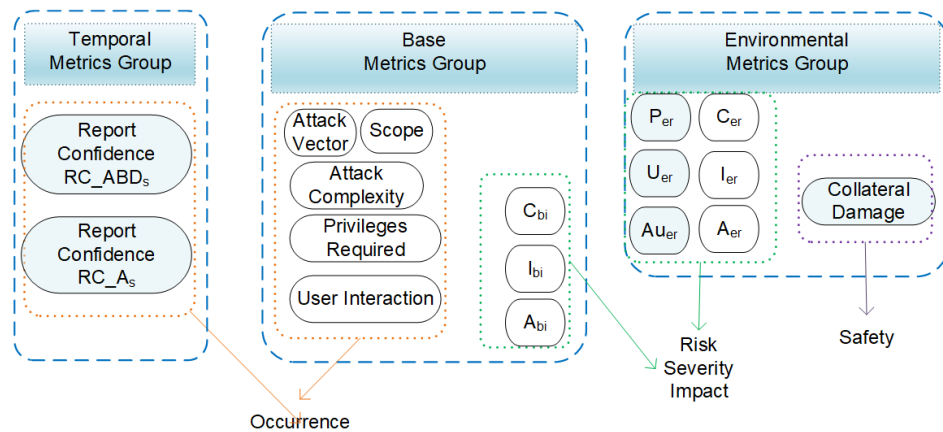 Temporal
Metrics Group
Report
Confidence
RC_ABDs
Report
Confidence
RC_As
Base
Metrics Group
Attack
Vector
Scope
Attack
Complexity
Privileges
Required
User Interaction
Cbi
Ibi
Abi
Environmental
Metrics Group
Per
Cer
Uer
Ier
Auer
Aer
Collateral
Damage
Occurrence
Risk
Severity
Impact
Safety